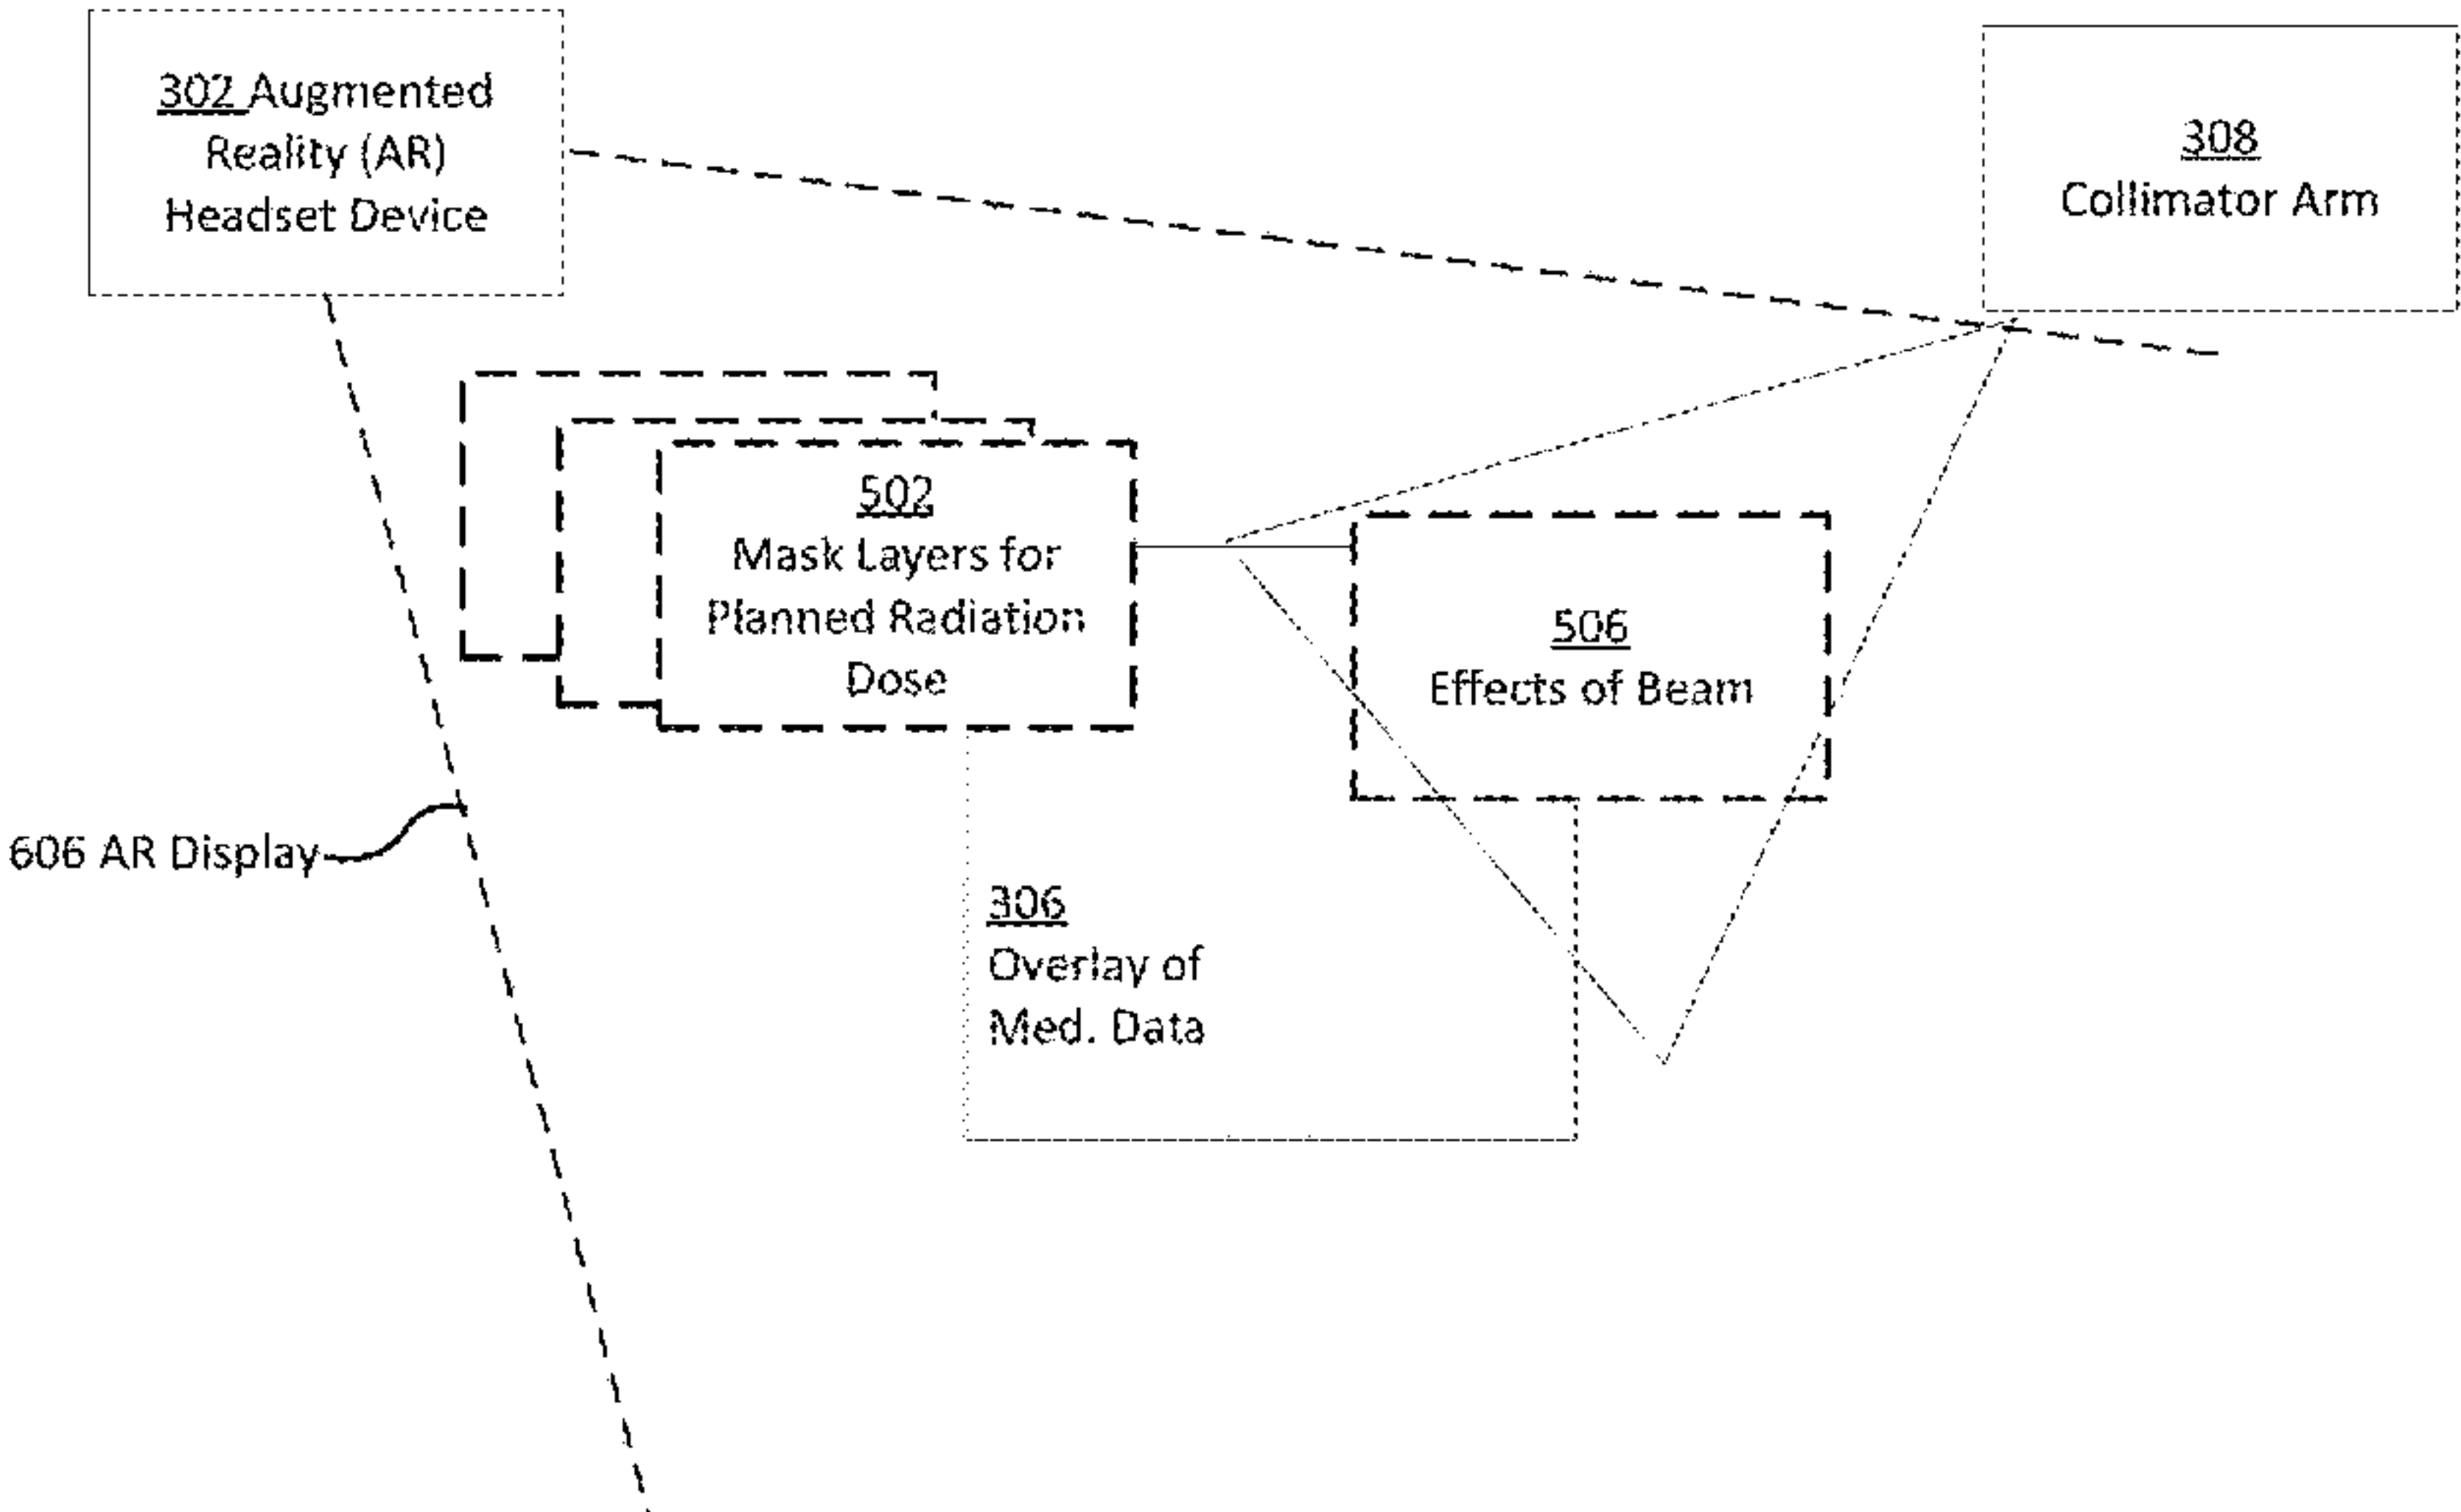 302 Augmented
Reality (AR)
Headset Device
308
Collimator Arm
502
Mask Layers for
Planned Radiation
Dose
506
Effects of Beam
606 AR Display
306
Overlay of
Med. Data